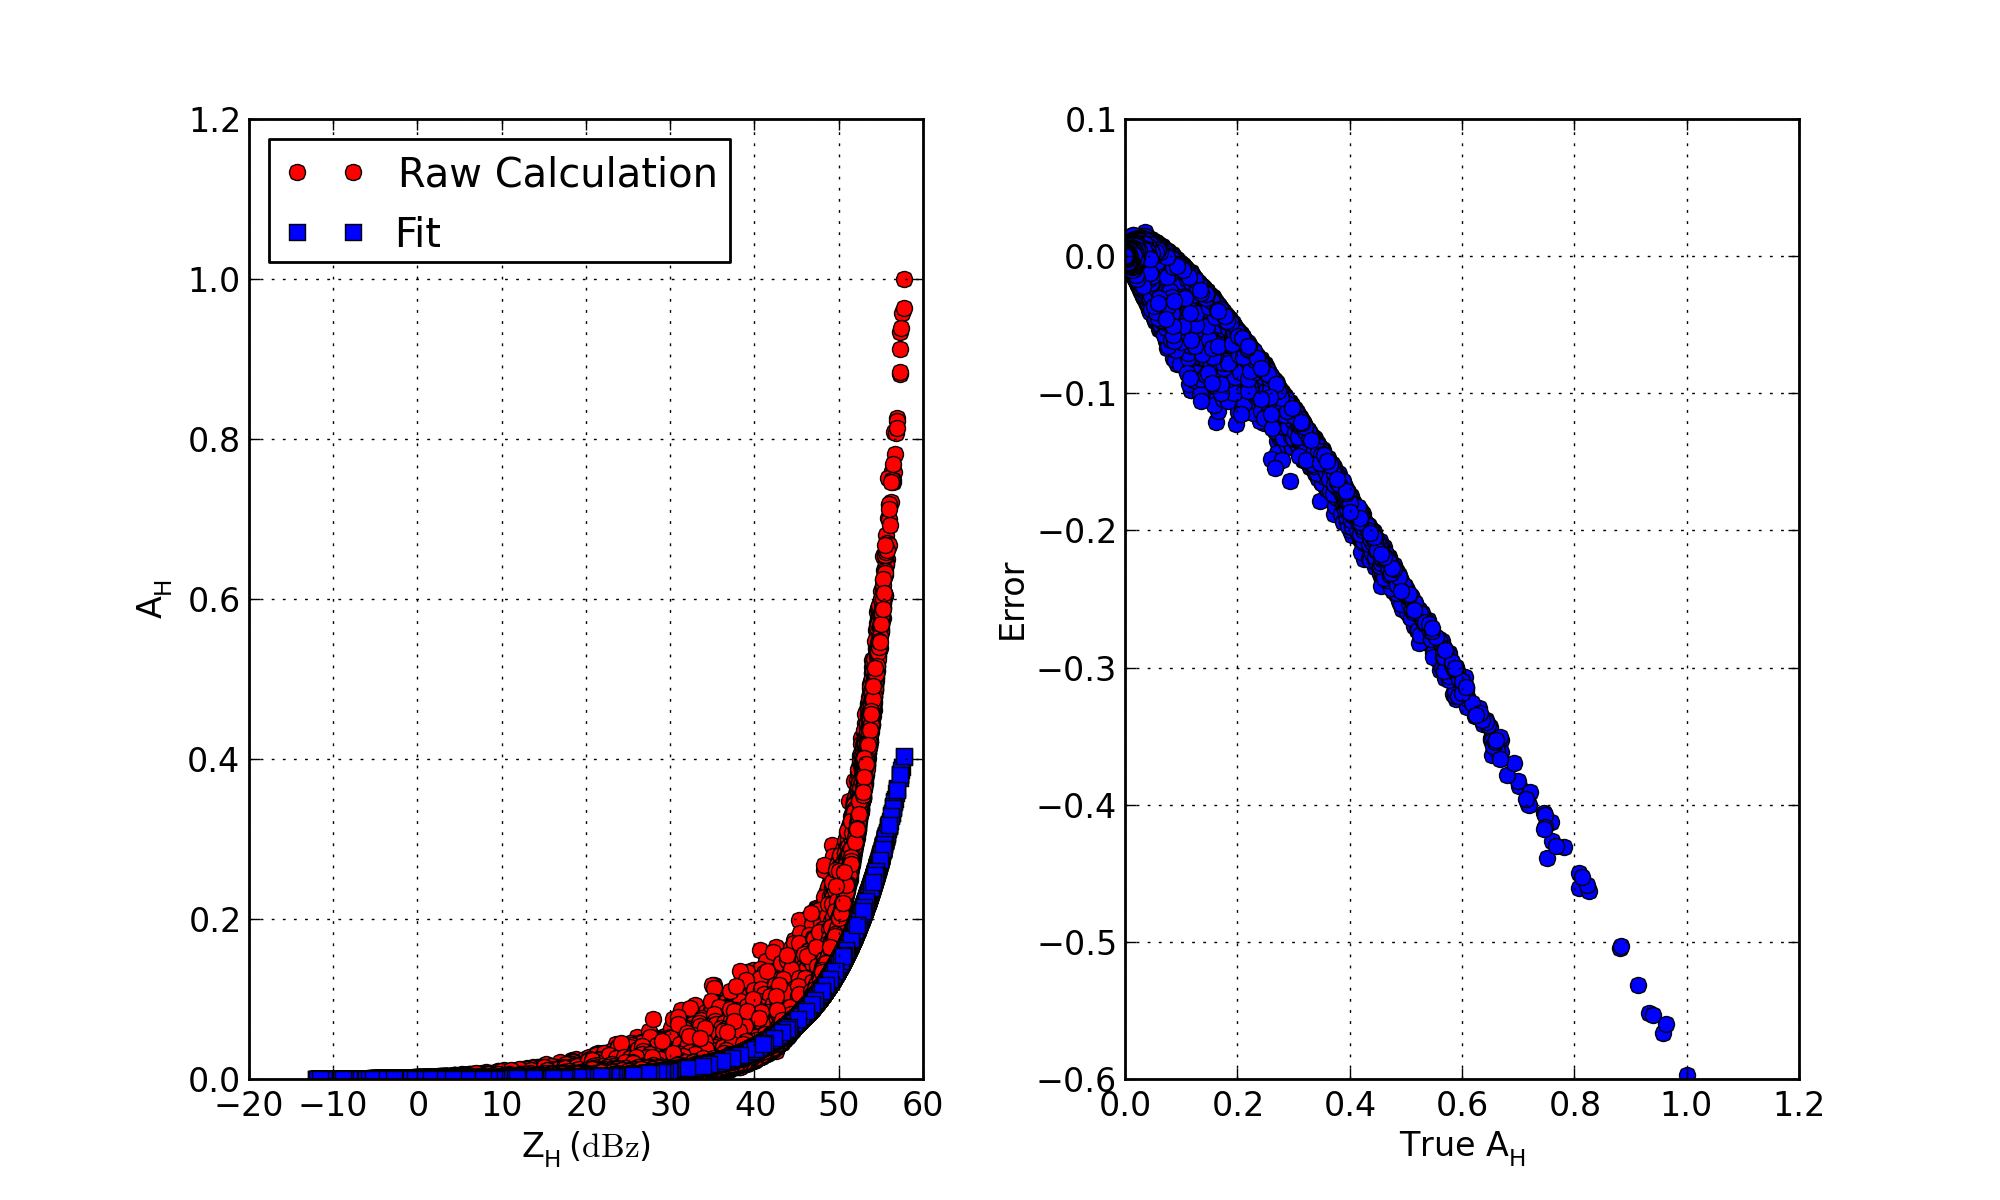 1.2
1.0
0.8
0.6
0.4
0.2
0.0
−20 −10 0 10 20 30 40 50 60
A_H
Z_H (dBz)
Raw Calculation
Fit
0.1
0.0
−0.1
−0.2
−0.3
−0.4
−0.5
−0.6
0.0 0.2 0.4 0.6 0.8 1.0 1.2
Error
True A_H